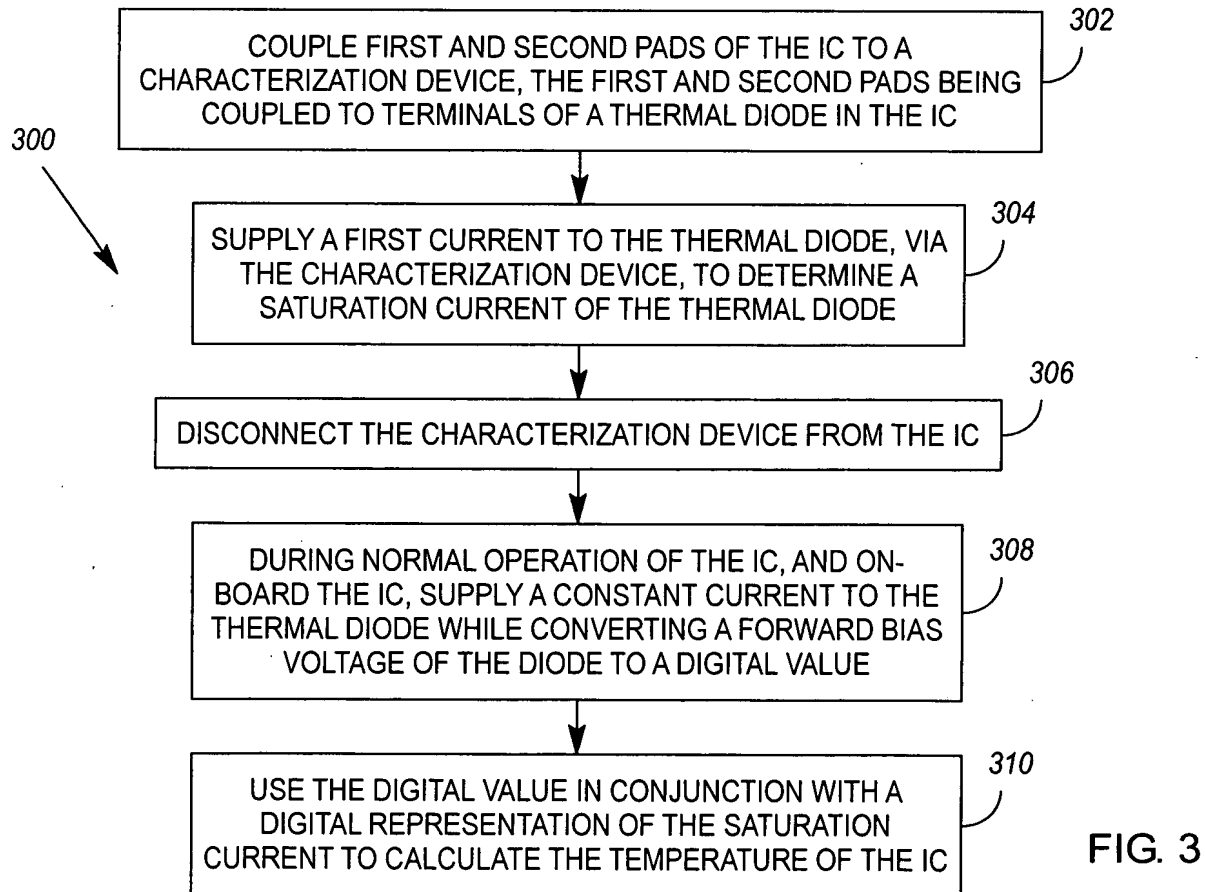 302
COUPLE FIRST AND SECOND PADS OF THE IC TO A
CHARACTERIZATION DEVICE, THE FIRST AND SECOND PADS BEING
COUPLED TO TERMINALS OF A THERMAL DIODE IN THE IC
300
304
SUPPLY A FIRST CURRENT TO THE THERMAL DIODE, VIA
THE CHARACTERIZATION DEVICE, TO DETERMINE A
SATURATION CURRENT OF THE THERMAL DIODE
306
DISCONNECT THE CHARACTERIZATION DEVICE FROM THE IC
308
DURING NORMAL OPERATION OF THE IC, AND ON-
BOARD THE IC, SUPPLY A CONSTANT CURRENT TO THE
THERMAL DIODE WHILE CONVERTING A FORWARD BIAS
VOLTAGE OF THE DIODE TO A DIGITAL VALUE
310
USE THE DIGITAL VALUE IN CONJUNCTION WITH A
DIGITAL REPRESENTATION OF THE SATURATION
CURRENT TO CALCULATE THE TEMPERATURE OF THE IC
FIG. 3